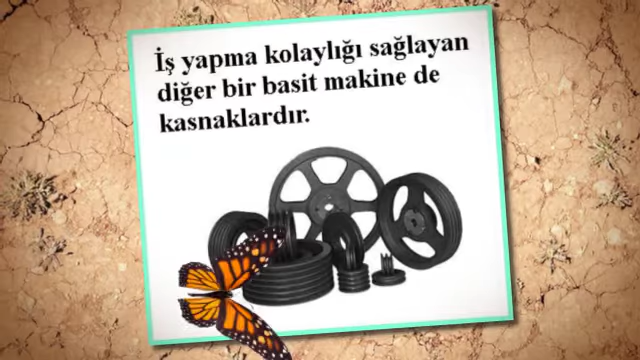 İş yapma kolaylığı sağlayan
diğer bir basit makine de
kasnaklardır.